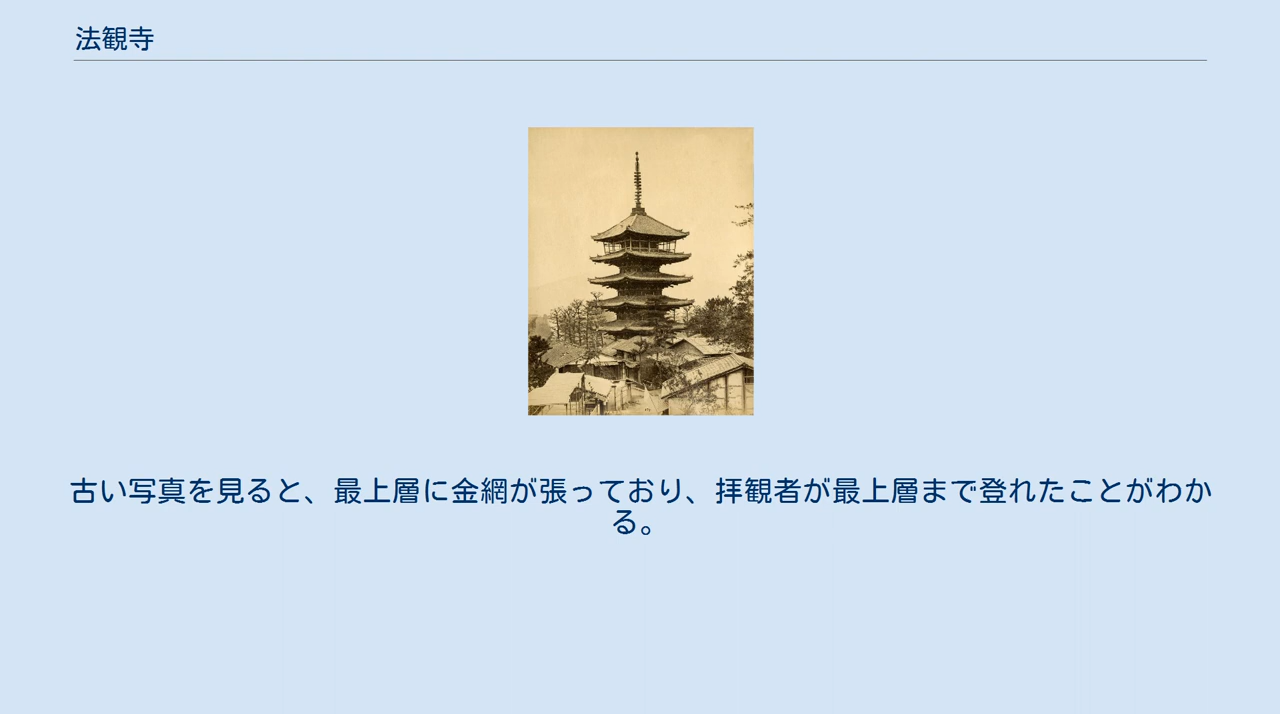 法観寺
古い写真を見ると、最上層に金網が張っており、拝観者が最上層まで登れたことがわか
る。